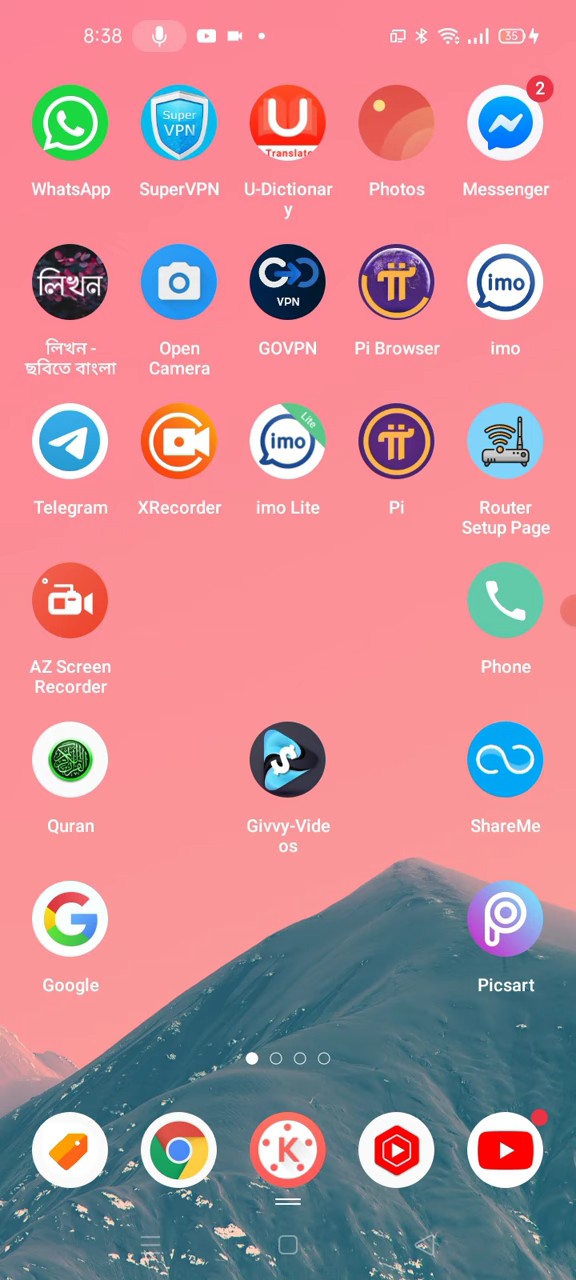 8:38
35
Super
VPN
U
Translate
2
WhatsApp
SuperVPN
U-Dictionar
y
Photos
Messenger
লিখন
VPN
imo
লিখন -
ছবিতে বাংলা
Open
Camera
GOVPN
Pi Browser
imo
imo
Lite
Telegram
XRecorder
imo Lite
Pi
Router
Setup Page
AZ Screen
Recorder
Phone
Quran
Givvy-Vide
os
ShareMe
Google
Picsart
K